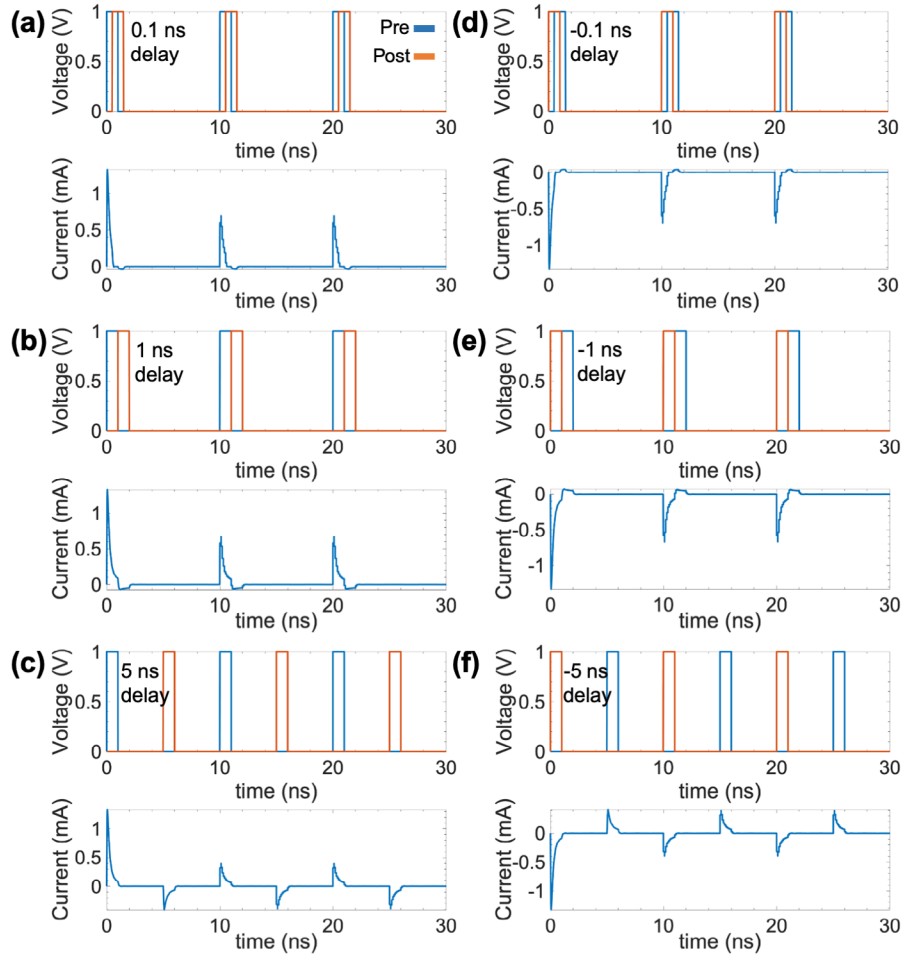 (a)
Voltage (V)
1
0.5
0
0.1 ns
delay
Pre
Post
0
10
20
30
time (ns)
Current (mA)
1
0.5
0
0
10
20
30
time (ns)
(d)
Voltage (V)
1
0.5
0
-0.1 ns
delay
0
10
20
30
time (ns)
Current (mA)
0
-0.5
-1
0
10
20
30
time (ns)
(b)
Voltage (V)
1
0.5
0
1 ns
delay
0
10
20
30
time (ns)
Current (mA)
1
0.5
0
0
10
20
30
time (ns)
(e)
Voltage (V)
1
0.5
0
-1 ns
delay
0
10
20
30
time (ns)
Current (mA)
0
-0.5
-1
0
10
20
30
time (ns)
(c)
Voltage (V)
1
0.5
0
5 ns
delay
0
10
20
30
time (ns)
Current (mA)
1
0.5
0
0
10
20
30
time (ns)
(f)
Voltage (V)
1
0.5
0
-5 ns
delay
0
10
20
30
time (ns)
Current (mA)
0
-0.5
-1
0
10
20
30
time (ns)